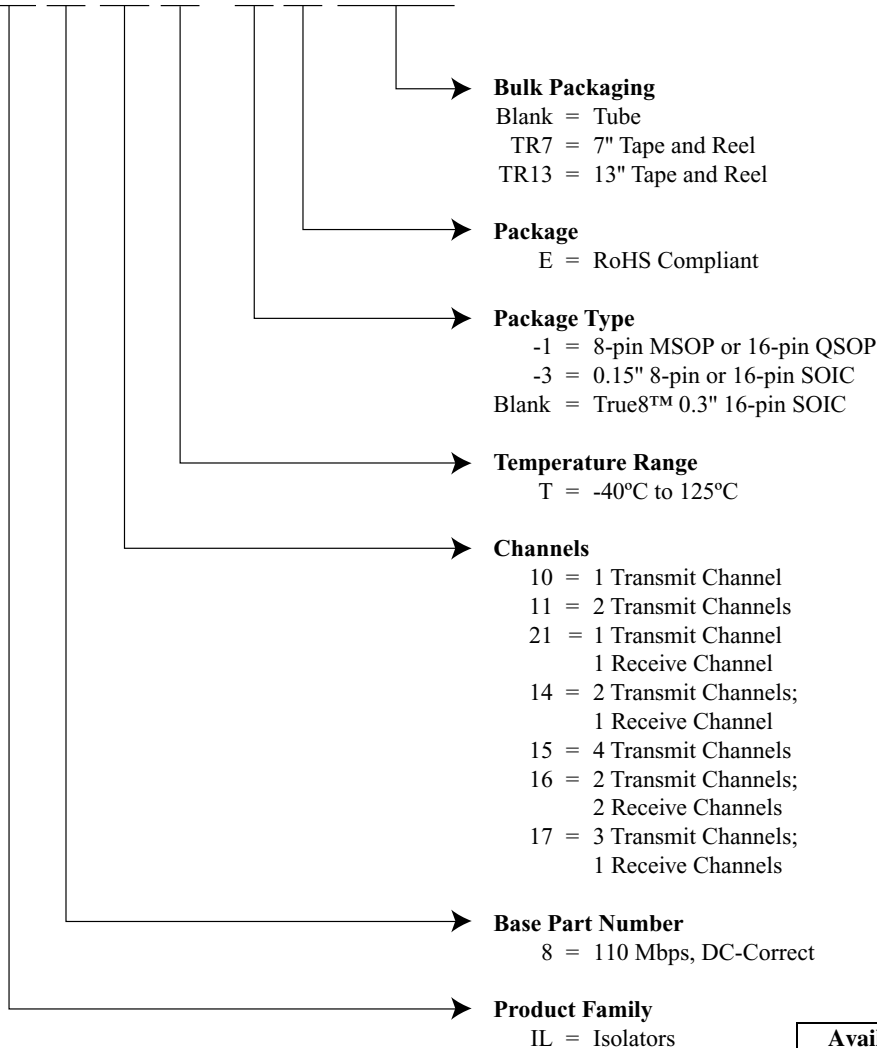 Bulk Packaging
Blank = Tube
TR7 = 7" Tape and Reel
TR13 = 13" Tape and Reel
Package
E = RoHS Compliant
Package Type
-1 = 8-pin MSOP or 16-pin QSOP
-3 = 0.15" 8-pin or 16-pin SOIC
Blank = True8™ 0.3" 16-pin SOIC
Temperature Range
T = -40ºC to 125ºC
Channels
10 = 1 Transmit Channel
11 = 2 Transmit Channels
21 = 1 Transmit Channel
1 Receive Channel
14 = 2 Transmit Channels;
1 Receive Channel
15 = 4 Transmit Channels
16 = 2 Transmit Channels;
2 Receive Channels
17 = 3 Transmit Channels;
1 Receive Channels
Base Part Number
8 = 110 Mbps, DC-Correct
Product Family
IL = Isolators